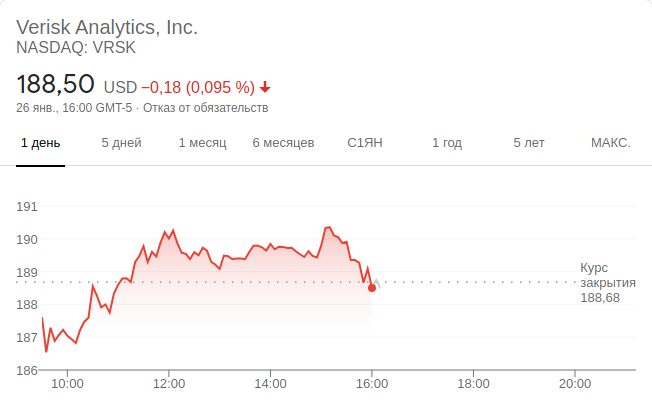 Verisk Analytics, Inc.
NASDAQ: VRSK
188,50 USD −0,18 (0,095 %)
26 янв., 16:00 GMT-5 · Отказ от обязательств
1 день 5 дней 1 месяц 6 месяцев С1ЯН 1 год 5 лет МАКС.
191
190
189
188
187
186
Курс
закрытия
188,68
10:00 12:00 14:00 16:00 18:00 20:00